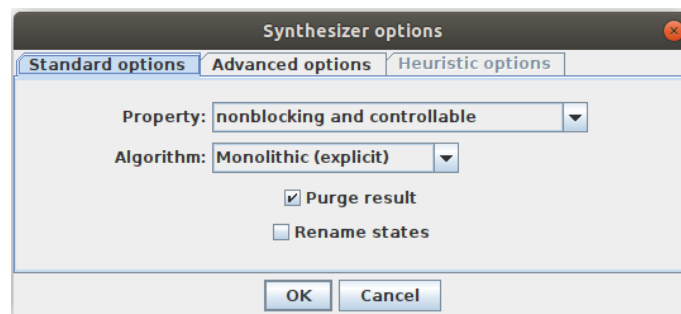 Synthesizer options
Standard options Advanced options Heuristic options
Property: nonblocking and controllable
Algorithm: Monolithic (explicit)
Purge result
Rename states
OK Cancel